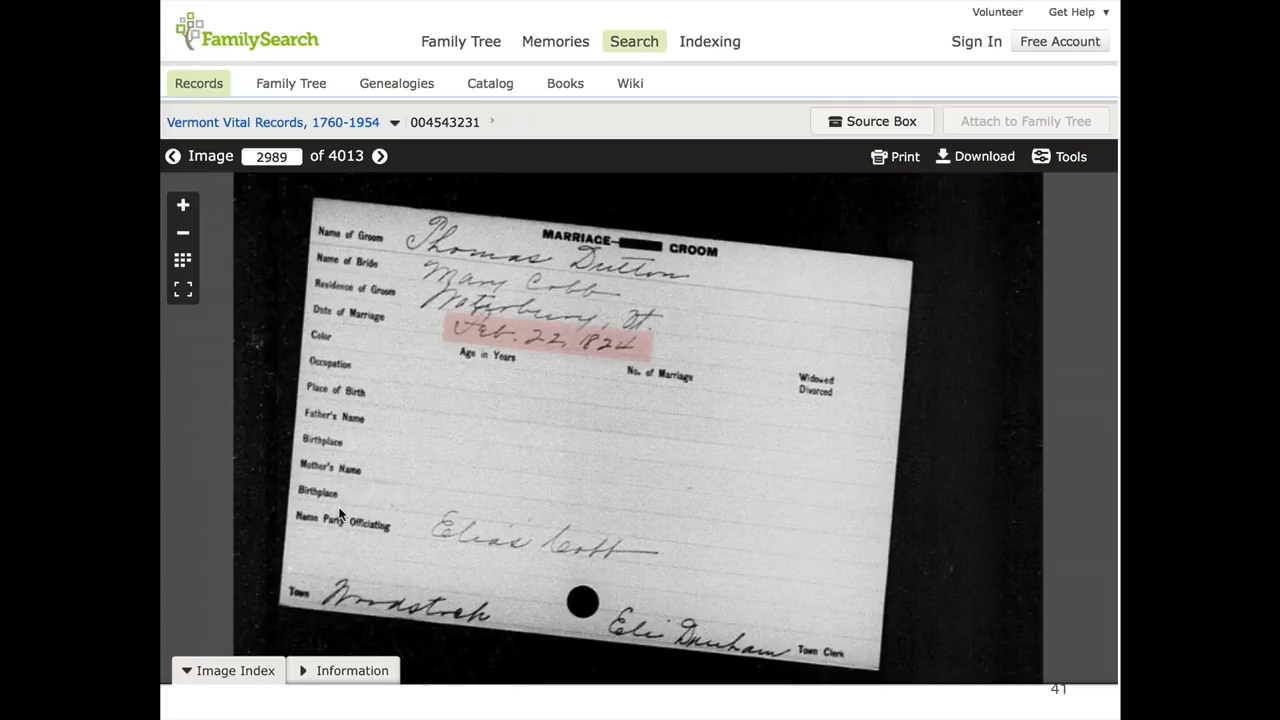 Volunteer Get Help ▼
FamilySearch
Family Tree Memories Search Indexing
Sign In Free Account
Records Family Tree Genealogies Catalog Books Wiki
Vermont Vital Records, 1760-1954 ▼ 004543231 ›
Source Box Attach to Family Tree
Image 2989 of 4013
Print Download Tools
MARRIAGE— GROOM
Name of Groom Thomas Dutton
Name of Bride Mary Cobb
Residence of Groom Waterbury, Vt.
Date of Marriage Feb. 22, 1824
Color Age in Years No. of Marriage Widowed
Divorced
Occupation
Place of Birth
Father's Name
Birthplace
Mother's Name
Birthplace
Name Party Officiating Elias Cobb
Town Woodstock Eli Dunham Town Clerk
Image Index Information
41